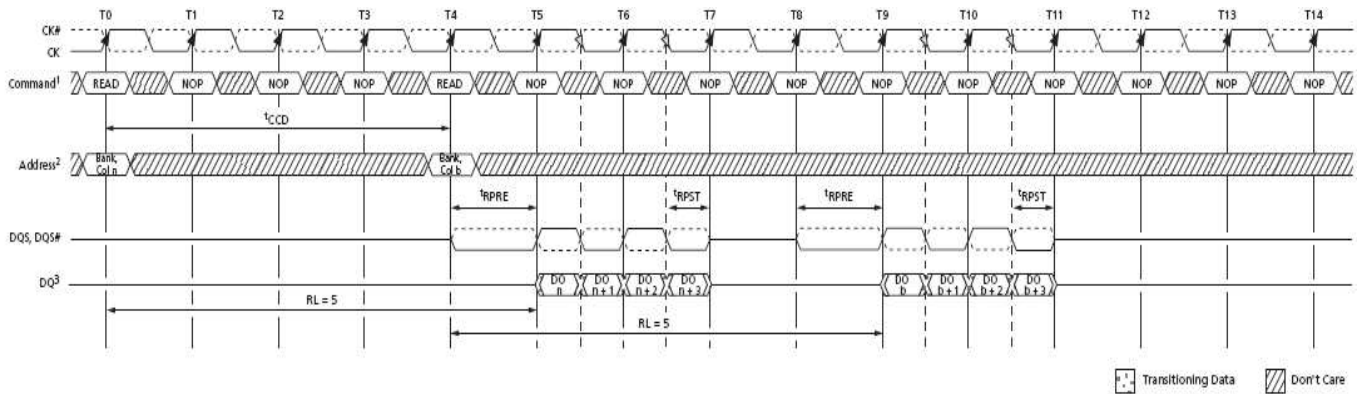 T0 T1 T2 T3 T4 T5 T6 T7 T8 T9 T10 T11 T12 T13 T14
CK#
CK
Command1 READ NOP NOP NOP READ NOP NOP NOP NOP NOP NOP NOP NOP NOP NOP
tCCD
Address2 Bank, Col n Bank, Col b
tRPRE tRPST tRPRE tRPST
DQS, DQS#
DQ3 DO n DO n + 1 DO n + 2 DO n + 3 DO b DO b + 1 DO b + 2 DO b + 3
RL = 5
RL = 5
Transitioning Data Don't Care